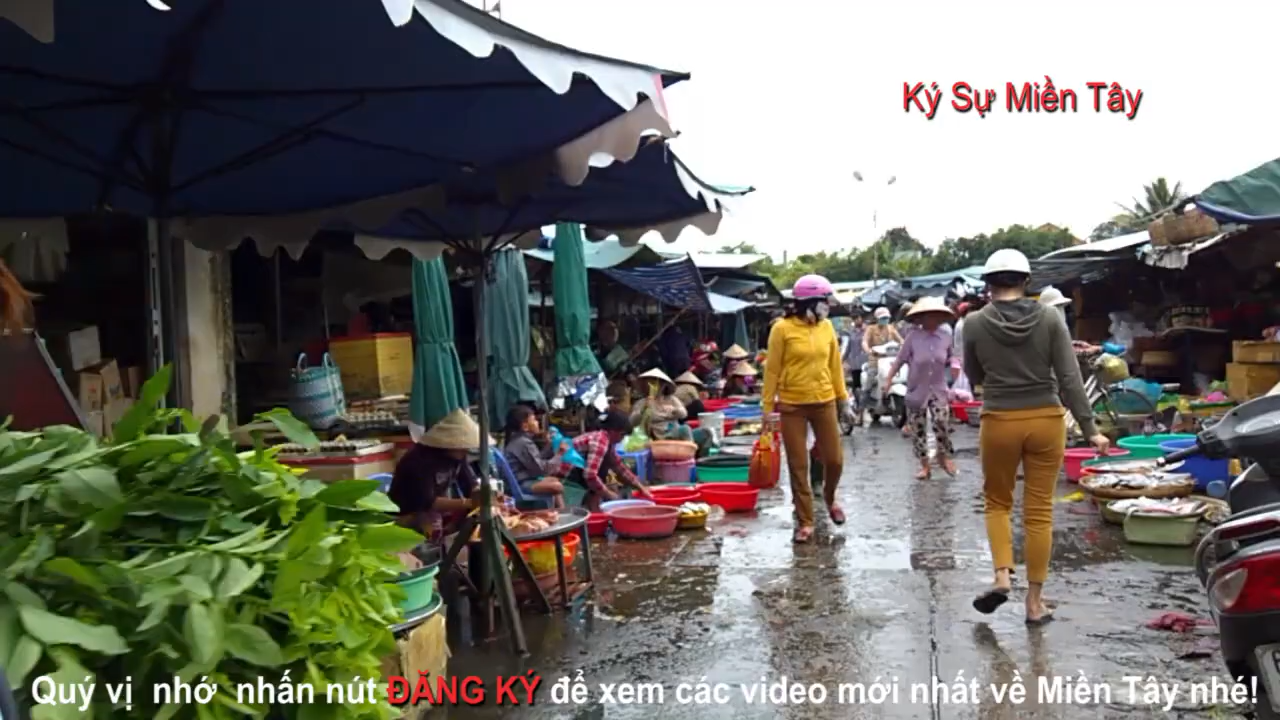 Ký Sự Miền Tây
Quý vị nhớ nhấn nút ĐĂNG KÝ để xem các video mới nhất về Miền Tây nhé!